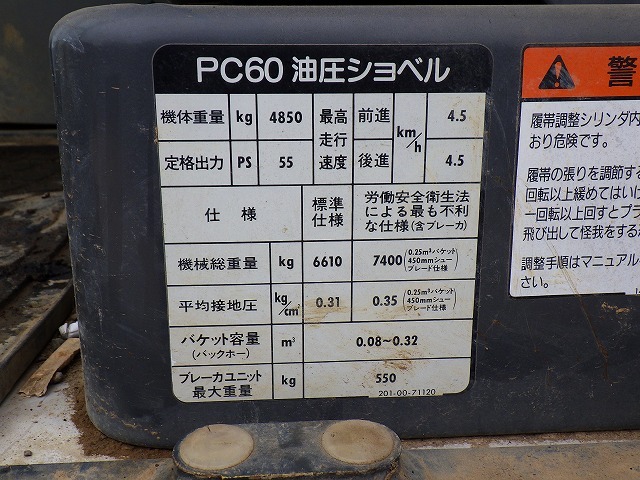 PC60 油圧ショベル
機体重量 kg 4850 最高走行速度 前進 km/h 4.5
定格出力 PS 55 後進 4.5
仕様 標準仕様 労働安全衛生法による最も不利な仕様(含ブレーカ)
機械総重量 kg 6610 7400 (0.25m³バケット 450mmシュー ブレード仕様)
平均接地圧 kg/cm² 0.31 0.35 (0.25m³バケット 450mmシュー ブレード仕様)
バケット容量(バックホー) m³ 0.08~0.32
ブレーカユニット最大重量 kg 550
201-00-71120
警
履帯調整シリンダ内
おり危険です。
履帯の張りを調節する
回転以上緩めてはいけ
一回転以上回すとプラ
飛び出して怪我をする
調整手順はマニュアル
さい。